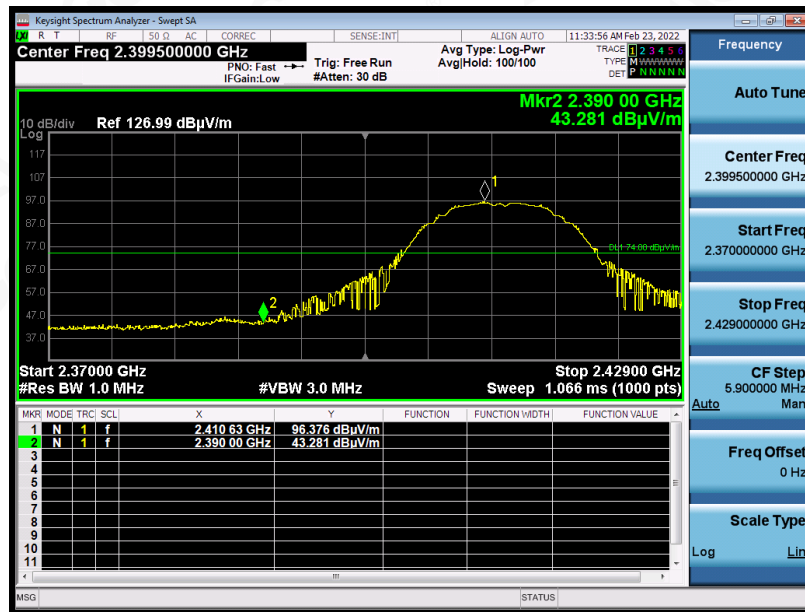 Keysight Spectrum Analyzer - Swept SA
LXI R T RF 50 Ω AC CORREC SENSE:INT ALIGN AUTO 11:33:56 AM Feb 23, 2022
Center Freq 2.399500000 GHz
PNO: Fast
IFGain:Low
Trig: Free Run
#Atten: 30 dB
Avg Type: Log-Pwr
Avg|Hold: 100/100
TRACE 1 2 3 4 5 6
TYPE M WWWWW
DET P N N N N N
Mkr2 2.390 00 GHz
43.281 dBµV/m
10 dB/div Ref 126.99 dBµV/m
Log
117
107
97.0
87.0
77.0
67.0
57.0
47.0
37.0
1
2
DL1 74.00 dBµV/m
Start 2.37000 GHz Stop 2.42900 GHz
#Res BW 1.0 MHz #VBW 3.0 MHz Sweep 1.066 ms (1000 pts)
MKR MODE TRC SCL X Y FUNCTION FUNCTION WIDTH FUNCTION VALUE
1 N 1 f 2.410 63 GHz 96.376 dBµV/m
2 N 1 f 2.390 00 GHz 43.281 dBµV/m
3
4
5
6
7
8
9
10
11
MSG STATUS
Frequency
Auto Tune
Center Freq
2.399500000 GHz
Start Freq
2.370000000 GHz
Stop Freq
2.429000000 GHz
CF Step
5.900000 MHz
Auto Man
Freq Offset
0 Hz
Scale Type
Log Lin